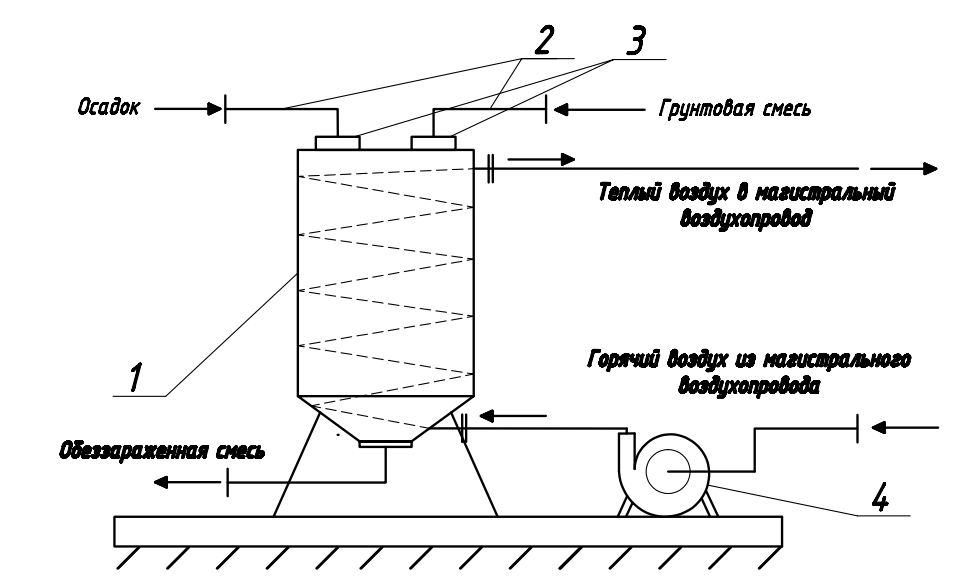 2
3
Осадок
Грунтовая смесь
Теплый воздух в магистральный
воздухопровод
1
Горячий воздух из магистрального
воздухопровода
Обеззараженная смесь
4